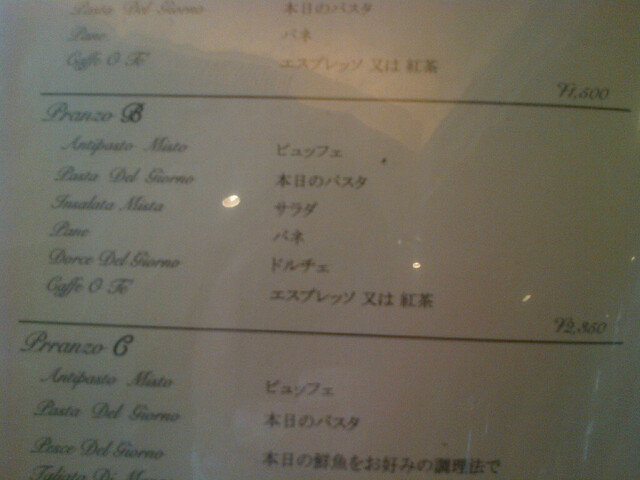 Pasta Del Giorno 本日のパスタ
Pane パネ
Caffe O Te' エスプレッソ 又は 紅茶
¥1,500
Pranzo B
Antipasto Misto ビュッフェ
Pasta Del Giorno 本日のパスタ
Insalata Mista サラダ
Pane パネ
Dorce Del Giorno ドルチェ
Caffe O Te' エスプレッソ 又は 紅茶
¥2,350
Prranzo C
Antipasto Misto ビュッフェ
Pasta Del Giorno 本日のパスタ
Pesce Del Giorno 本日の鮮魚をお好みの調理法で
Tagliata Di